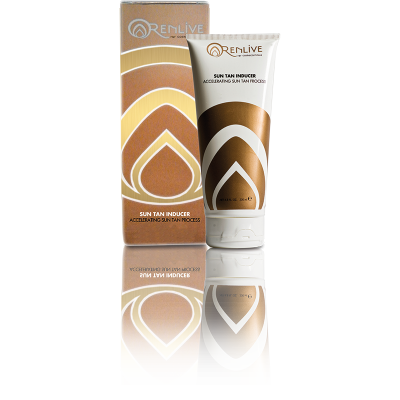 RENLIVE
SUN TAN INDUCER
ACCELERATING SUN TAN PROCESS
RENLIVE
SUN TAN INDUCER
ACCELERATING SUN TAN PROCESS